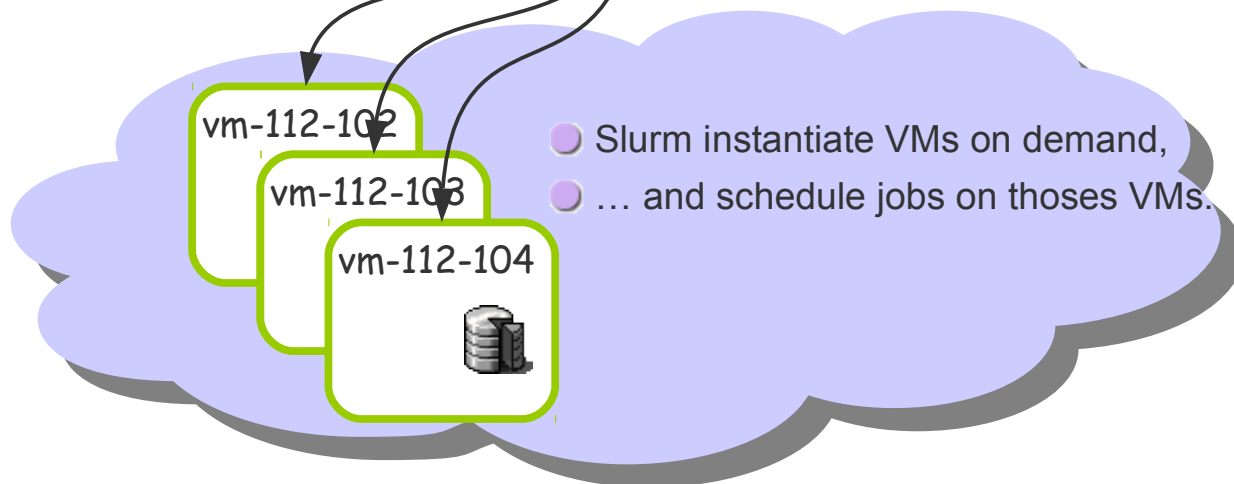 vm-112-102
vm-112-103
vm-112-104
Slurm instantiate VMs on demand,
… and schedule jobs on thoses VMs.